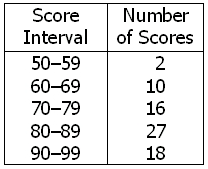 Score Number
Interval of Scores
50–59 2
60–69 10
70–79 16
80–89 27
90–99 18